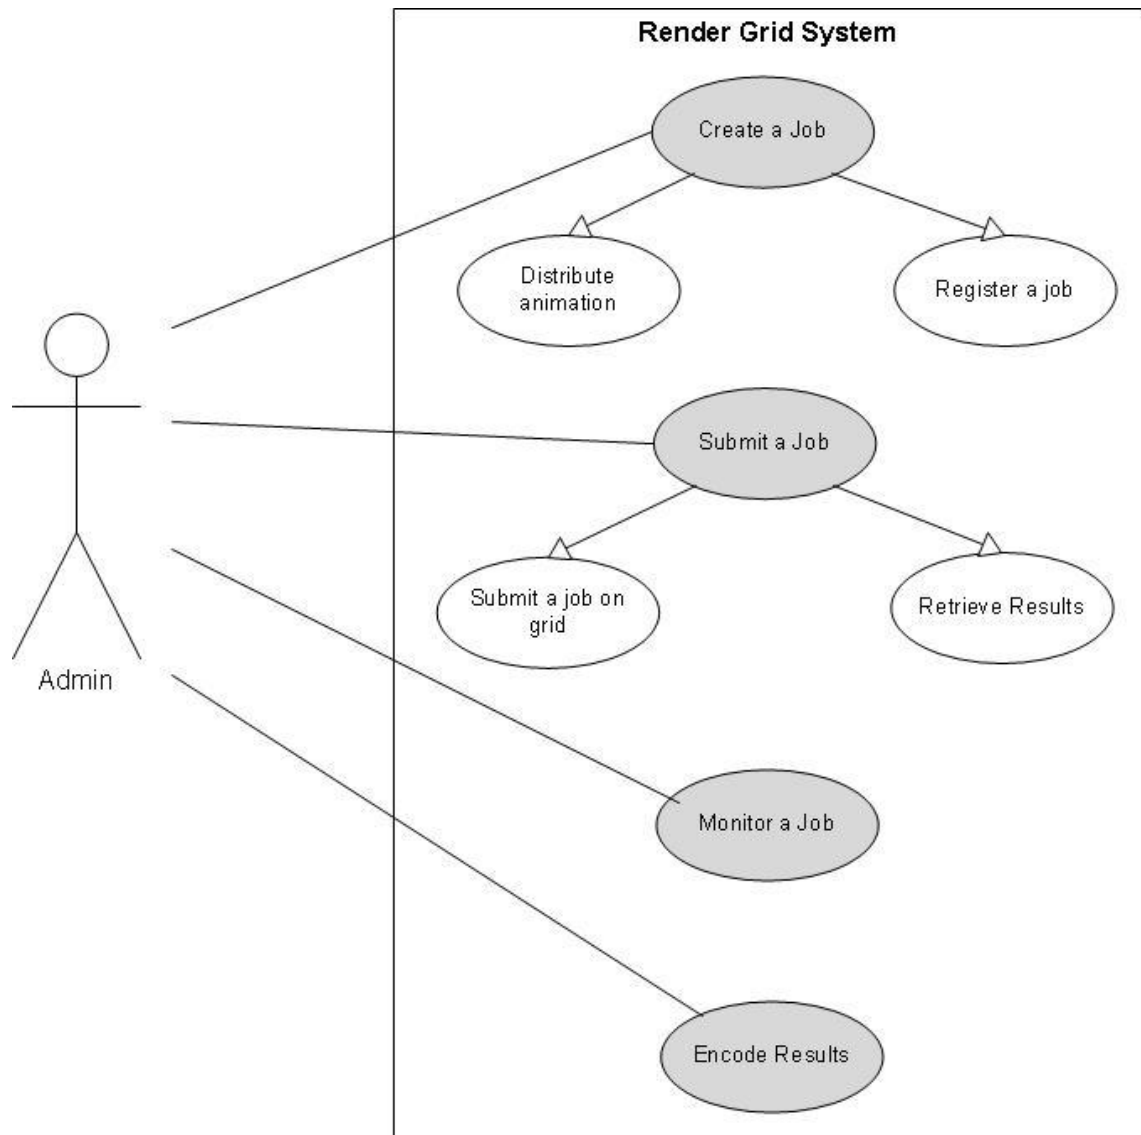 Render Grid System
Create a Job
Distribute
animation
Register a job
Submit a Job
Submit a job on
grid
Retrieve Results
Admin
Monitor a Job
Encode Results